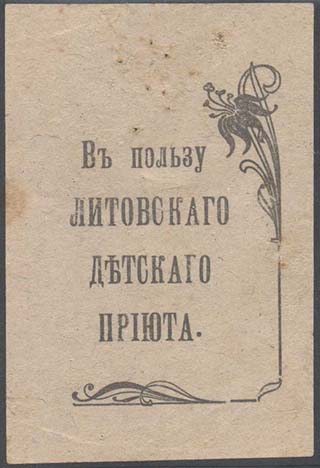 Въ пользу
ЛИТОВСКАГО
ДѢТСКАГО
ПРІЮТА.